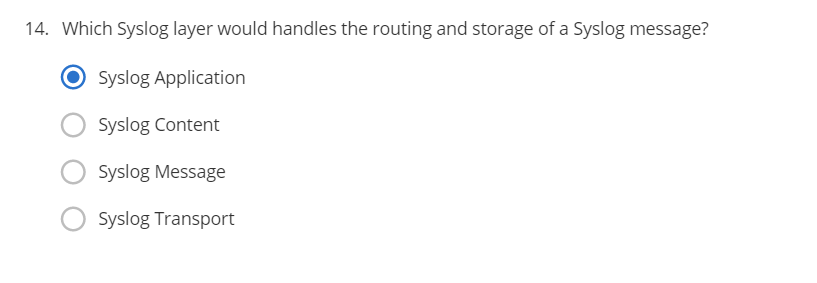 14. Which Syslog layer would handles the routing and storage of a Syslog message?
Syslog Application
Syslog Content
Syslog Message
Syslog Transport